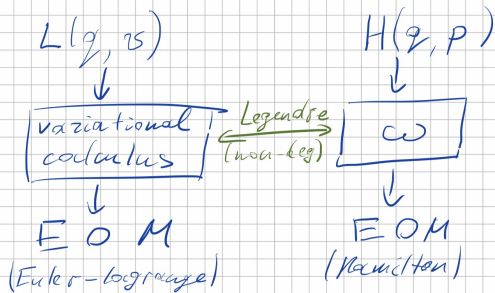 L(q, v)
H(q, p)
variational
calculus
Legendre
(non-deg)
ω
E O M
(Euler-Lagrange)
E O M
(Hamilton)